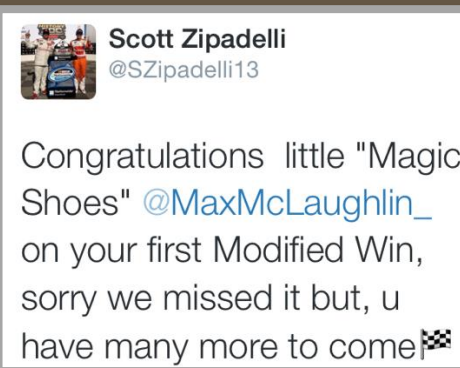 Scott Zipadelli
@SZipadelli13
Congratulations  little "Magic
Shoes" @MaxMcLaughlin_
on your first Modified Win,
sorry we missed it but, u
have many more to come🏁